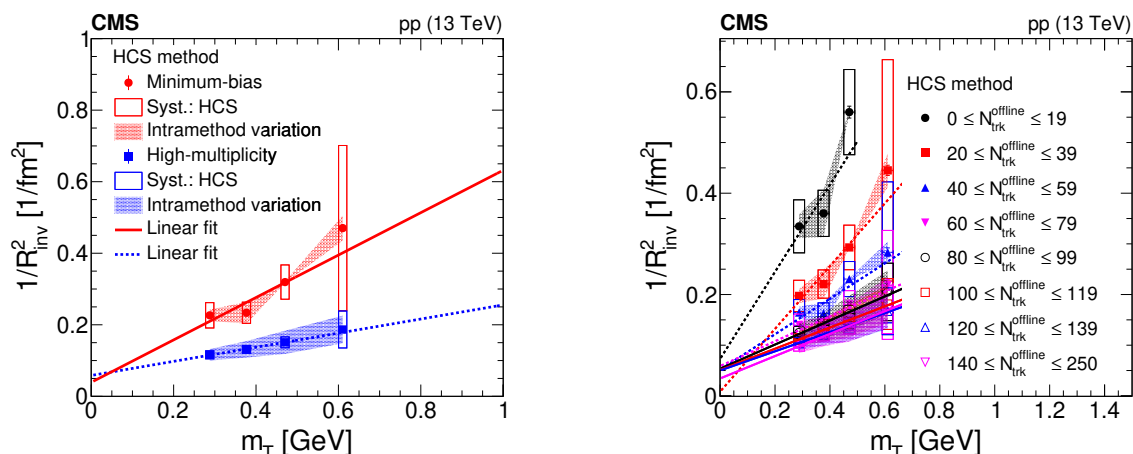 CMS pp (13 TeV)
1/R²inv [1/fm²]
1
0.8
0.6
0.4
0.2
0
HCS method
Minimum-bias
Syst.: HCS
Intramethod variation
High-multiplicity
Syst.: HCS
Intramethod variation
Linear fit
Linear fit
0 0.2 0.4 0.6 0.8 1
m_T [GeV]
CMS pp (13 TeV)
1/R²inv [1/fm²]
0.6
0.4
0.2
0
HCS method
0 ≤ N_trk^offline ≤ 19
20 ≤ N_trk^offline ≤ 39
40 ≤ N_trk^offline ≤ 59
60 ≤ N_trk^offline ≤ 79
80 ≤ N_trk^offline ≤ 99
100 ≤ N_trk^offline ≤ 119
120 ≤ N_trk^offline ≤ 139
140 ≤ N_trk^offline ≤ 250
0 0.2 0.4 0.6 0.8 1 1.2 1.4
m_T [GeV]